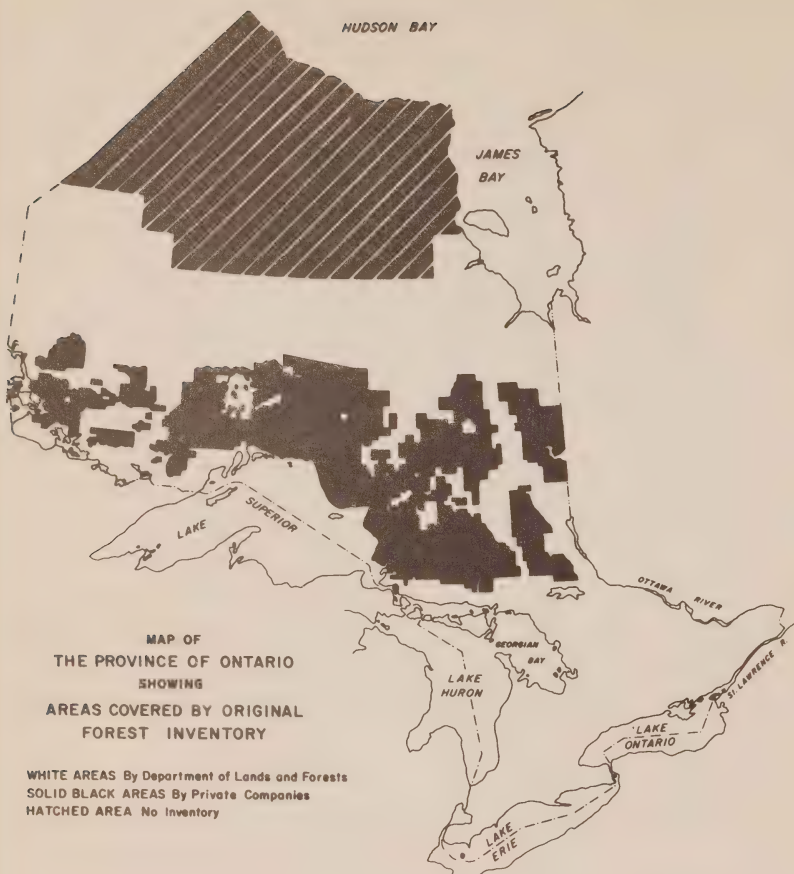 HUDSON BAY
JAMES
BAY
LAKE SUPERIOR
OTTAWA RIVER
ST. LAWRENCE R.
GEORGIAN
BAY
LAKE
HURON
LAKE
ONTARIO
LAKE
ERIE
MAP OF
THE PROVINCE OF ONTARIO
SHOWING
AREAS COVERED BY ORIGINAL
FOREST INVENTORY
WHITE AREAS By Department of Lands and Forests
SOLID BLACK AREAS By Private Companies
HATCHED AREA No Inventory